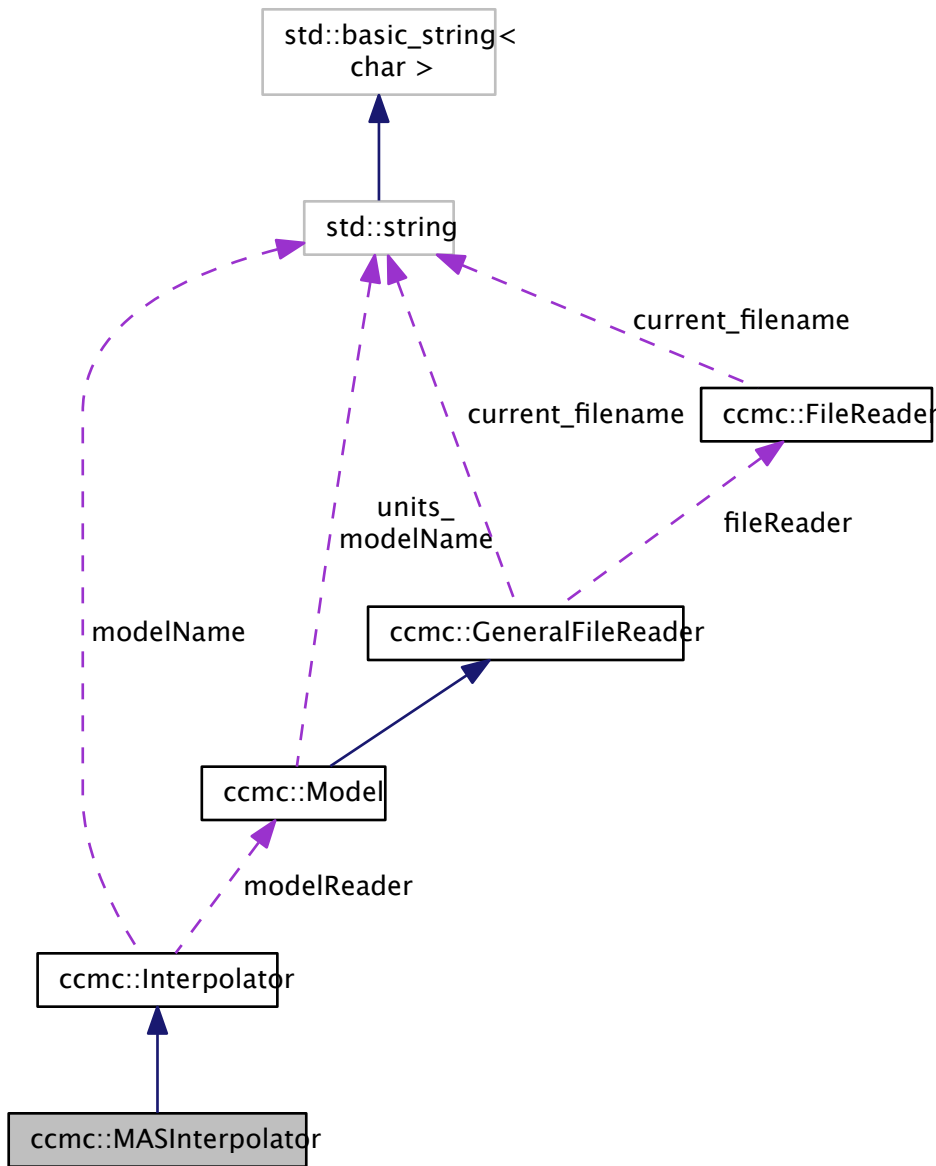 std::basic_string<
char >
std::string
current_filename
ccmc::FileReader
current_filename
units_
modelName
fileReader
ccmc::GeneralFileReader
modelName
ccmc::Model
modelReader
ccmc::Interpolator
ccmc::MASInterpolator